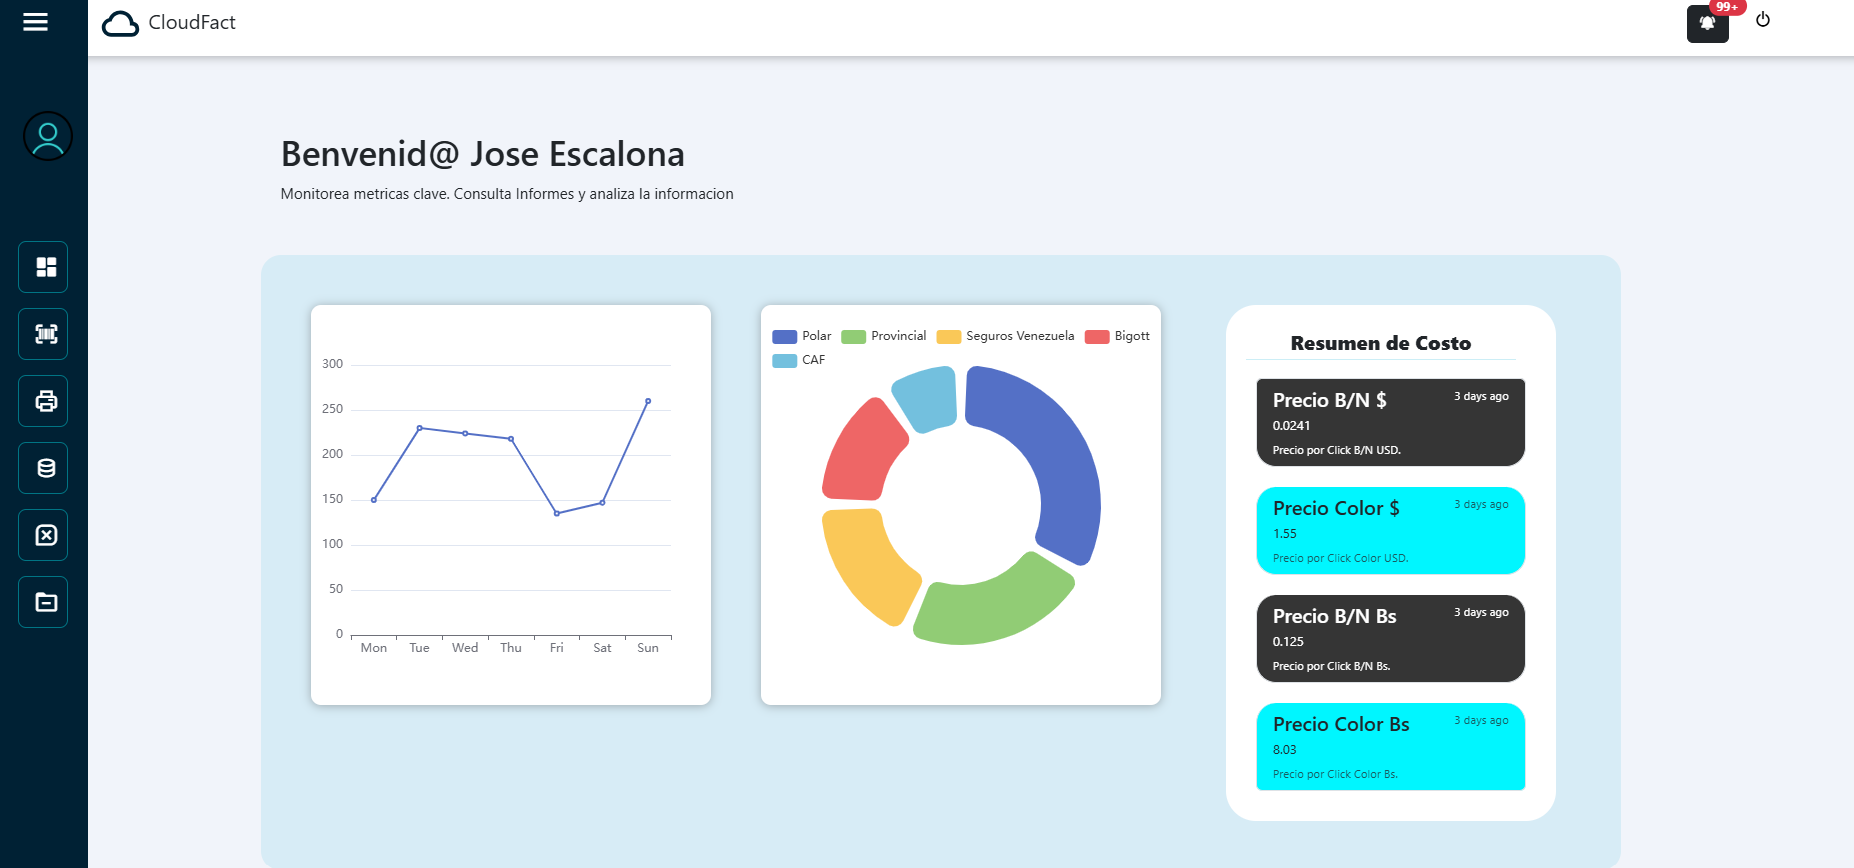 CloudFact
99+
Benvenid@ Jose Escalona
Monitorea metricas clave. Consulta Informes y analiza la informacion
300
250
200
150
100
50
0
Mon Tue Wed Thu Fri Sat Sun
Polar Provincial Seguros Venezuela Bigott
CAF
Resumen de Costo
Precio B/N $ 3 days ago
0.0241
Precio por Click B/N USD.
Precio Color $ 3 days ago
1.55
Precio por Click Color USD.
Precio B/N Bs 3 days ago
0.125
Precio por Click B/N Bs.
Precio Color Bs 3 days ago
8.03
Precio por Click Color Bs.